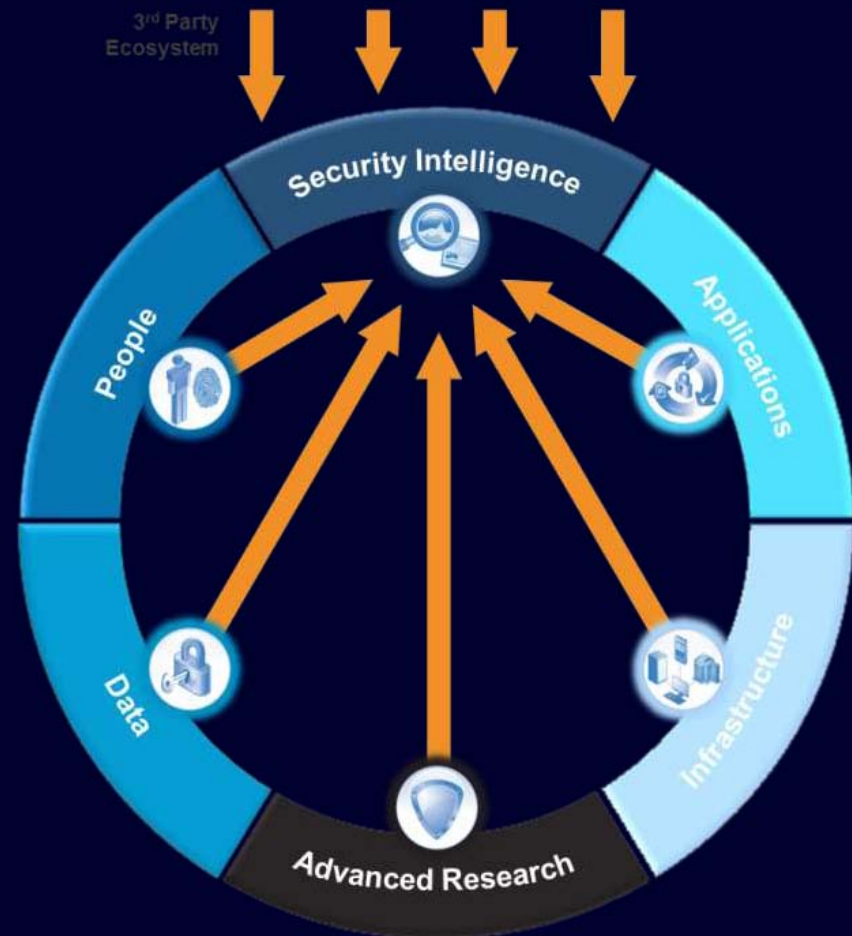 3rd Party
Ecosystem
Security Intelligence
People
Applications
Data
Infrastructure
Advanced Research